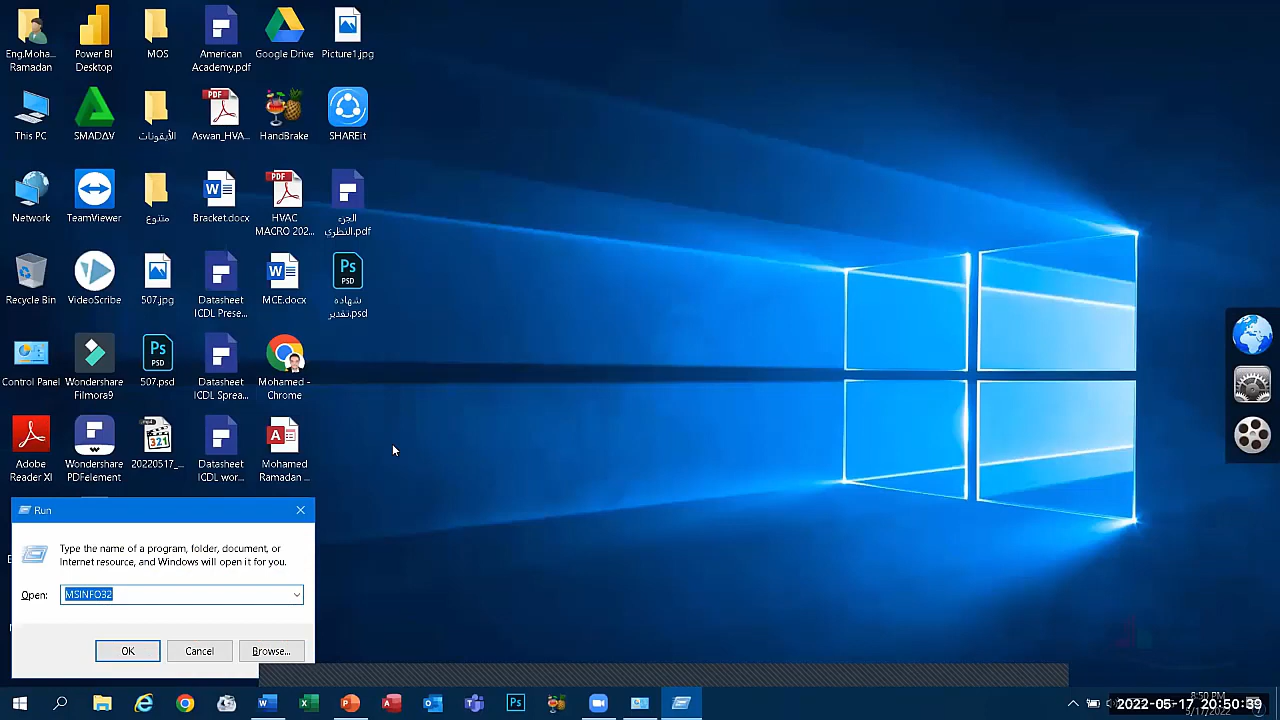 Eng.Moha...
Ramadan
Power BI
Desktop
MOS
American
Academy.pdf
Google Drive
Picture1.jpg
This PC
SMADAV
الأيقونات
Aswan_HVA...
HandBrake
SHAREit
Network
TeamViewer
متنوع
Bracket.docx
HVAC
MACRO 202...
الجزء
النظري.pdf
Recycle Bin
VideoScribe
507.jpg
Datasheet
ICDL Prese...
MCE.docx
شهاده
تقدير.psd
Control Panel
Wondershare
Filmora9
507.psd
Datasheet
ICDL Sprea...
Mohamed -
Chrome
Adobe
Reader XI
Wondershare
PDFelement
20220517_...
Datasheet
ICDL wor...
Mohamed
Ramadan ...
Run
Type the name of a program, folder, document, or
Internet resource, and Windows will open it for you.
Open:
MSINFO32
OK
Cancel
Browse...
2022-05-17 20:50:39